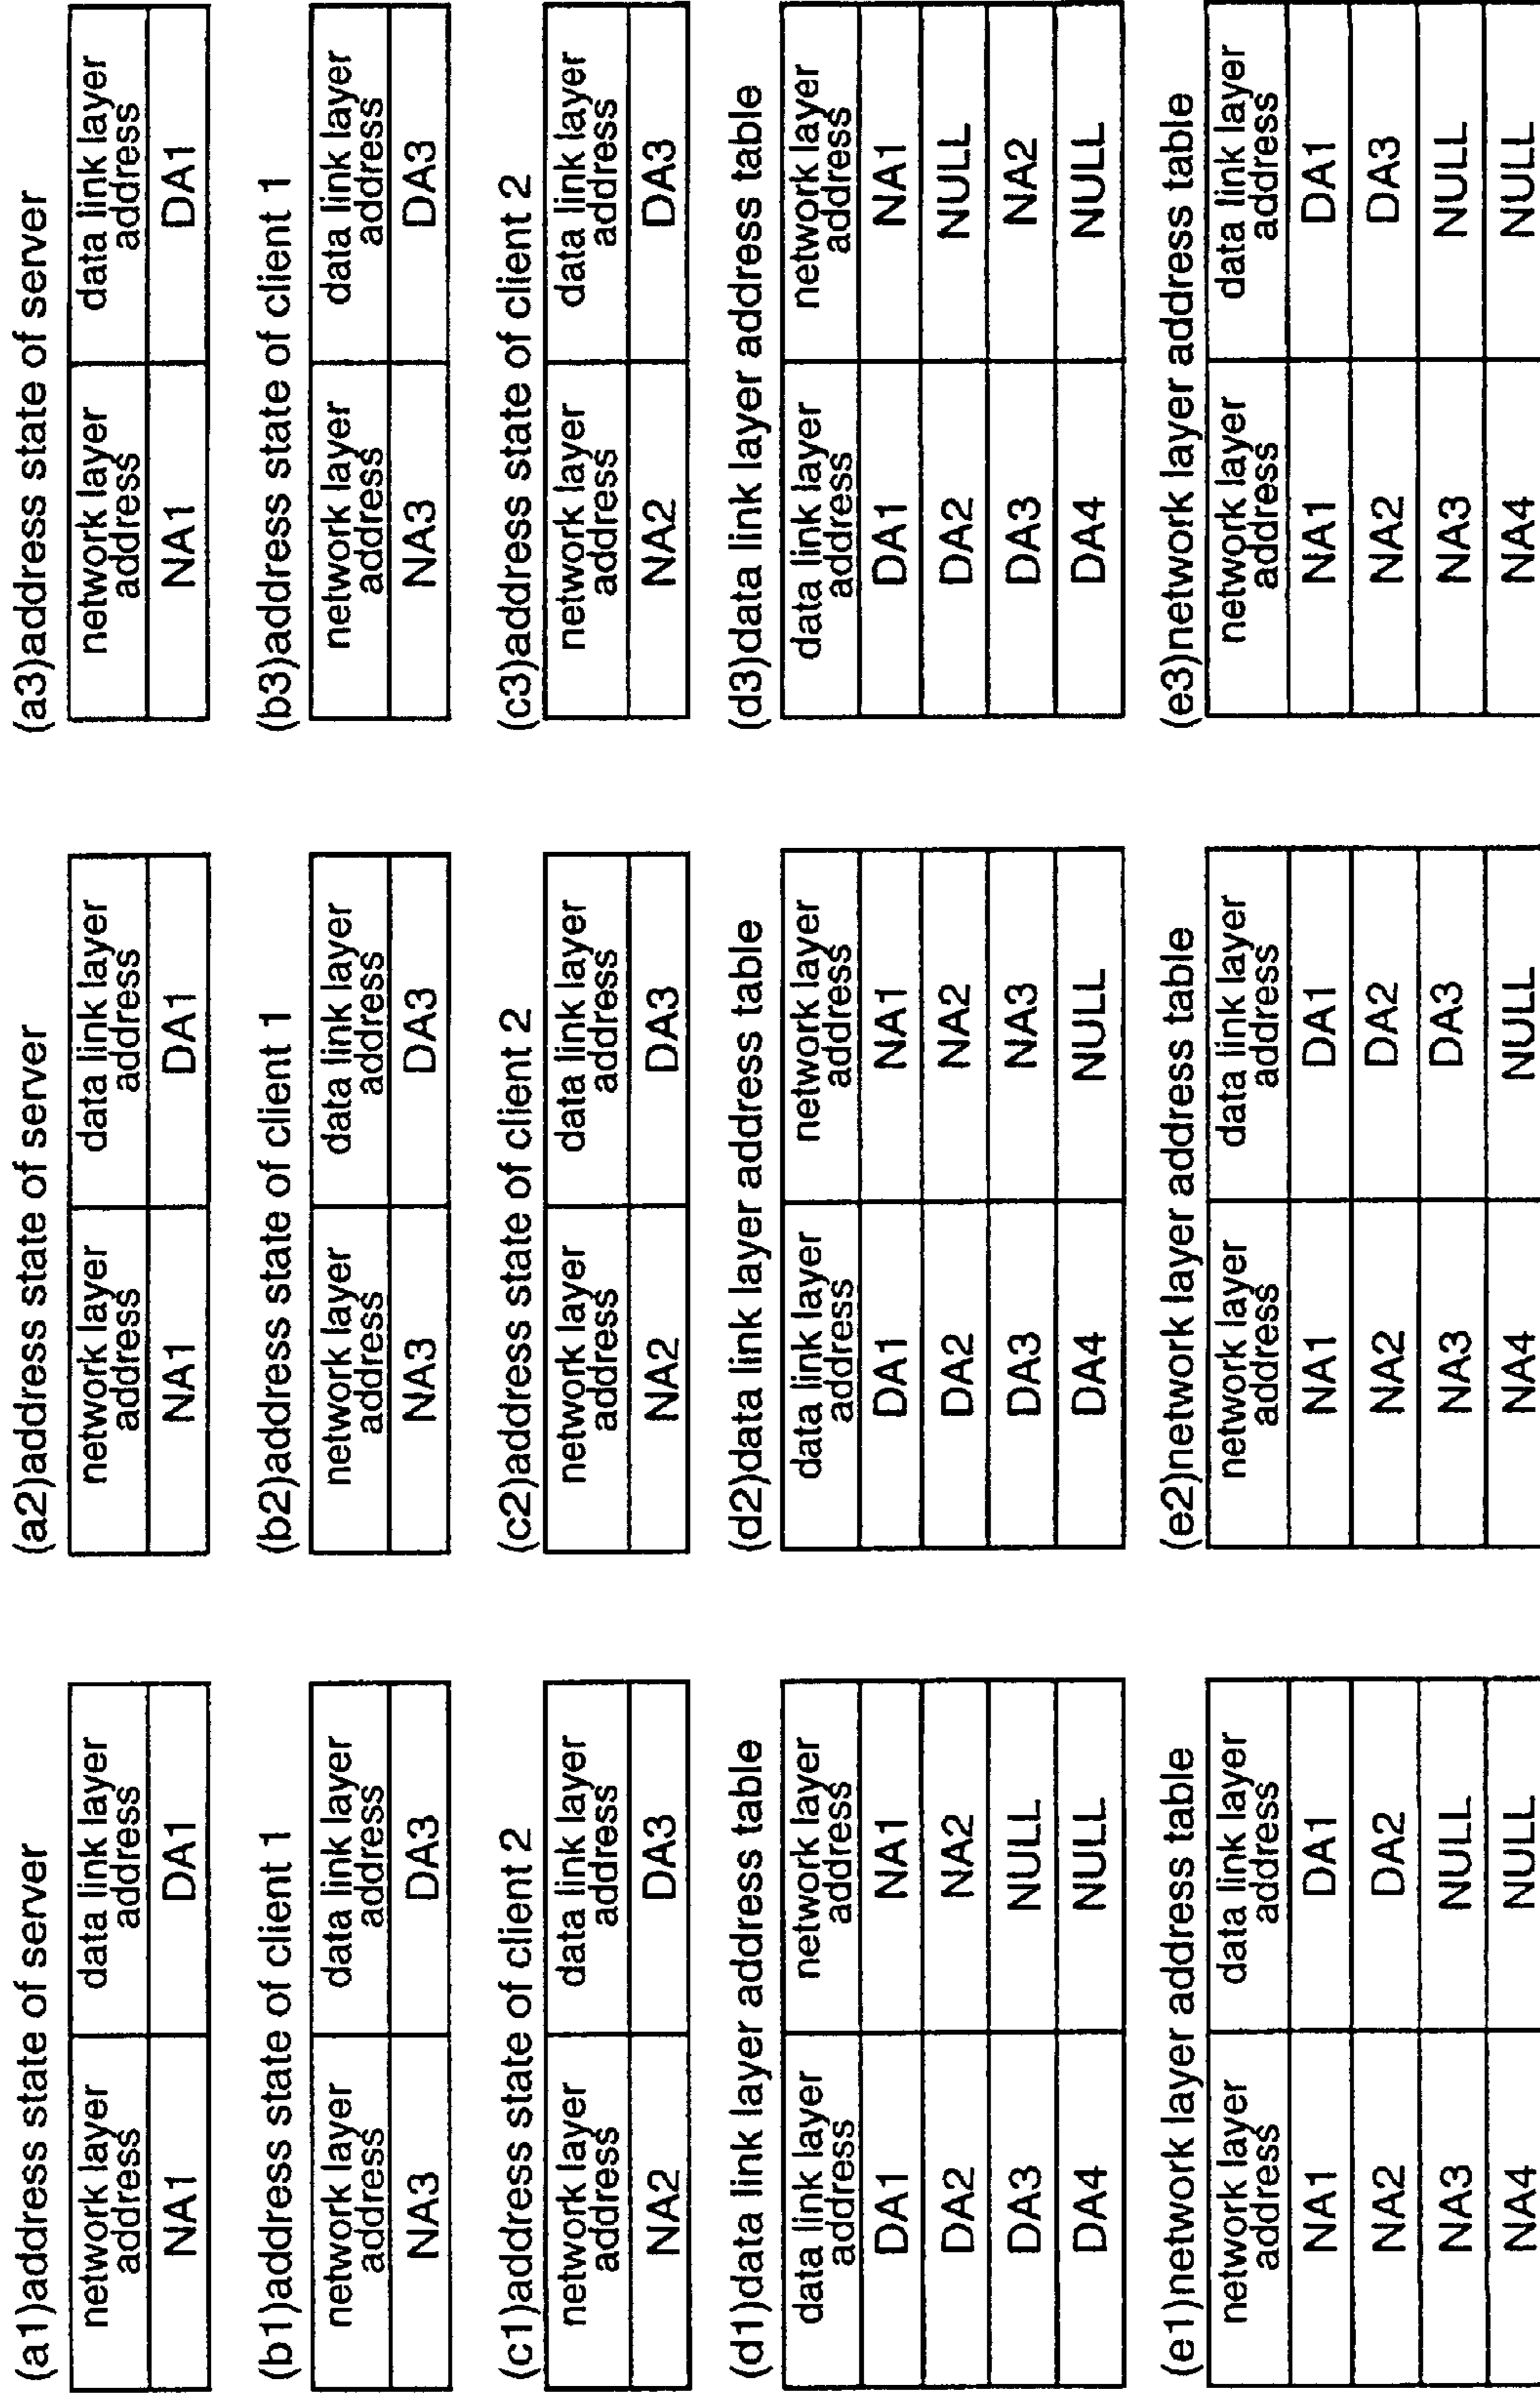 (a1)address state of server
network layer address
data link layer address
NA1 DA1
(b1)address state of client 1
network layer address
data link layer address
NA3 DA3
(c1)address state of client 2
network layer address
data link layer address
NA2 DA3
(d1)data link layer address table
data link layer address
network layer address
DA1 NA1
DA2 NA2
DA3 NULL
DA4 NULL
(e1)network layer address table
network layer address
data link layer address
NA1 DA1
NA2 DA2
NA3 NULL
NA4 NULL
(a2)address state of server
network layer address
data link layer address
NA1 DA1
(b2)address state of client 1
network layer address
data link layer address
NA3 DA3
(c2)address state of client 2
network layer address
data link layer address
NA2 DA3
(d2)data link layer address table
data link layer address
network layer address
DA1 NA1
DA2 NA2
DA3 NA3
DA4 NULL
(e2)network layer address table
network layer address
data link layer address
NA1 DA1
NA2 DA2
NA3 DA3
NA4 NULL
(a3)address state of server
network layer address
data link layer address
NA1 DA1
(b3)address state of client 1
network layer address
data link layer address
NA3 DA3
(c3)address state of client 2
network layer address
data link layer address
NA2 DA3
(d3)data link layer address table
data link layer address
network layer address
DA1 NA1
DA2 NULL
DA3 NA2
DA4 NULL
(e3)network layer address table
network layer address
data link layer address
NA1 DA1
NA2 DA3
NA3 NULL
NA4 NULL